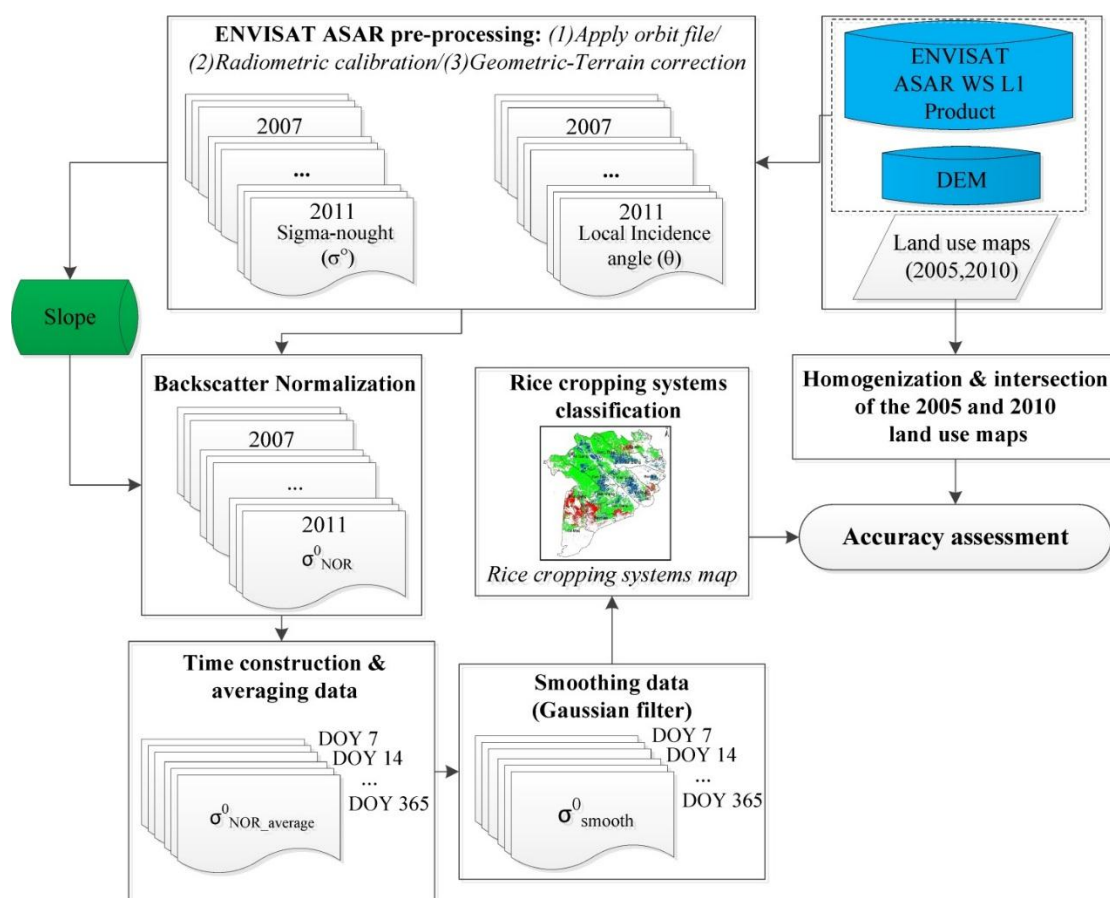 ENVISAT ASAR pre-processing: (1)Apply orbit file/
(2)Radiometric calibration/(3)Geometric-Terrain correction
2007
...
2011
Sigma-nought
(σ°)
2007
...
2011
Local Incidence
angle (θ)
ENVISAT
ASAR WS L1
Product
DEM
Land use maps
(2005,2010)
Slope
Backscatter Normalization
2007
...
2011
σ⁰NOR
Rice cropping systems
classification
Rice cropping systems map
Homogenization & intersection
of the 2005 and 2010
land use maps
Accuracy assessment
Time construction &
averaging data
DOY 7
DOY 14
...
DOY 365
σ⁰NOR_average
Smoothing data
(Gaussian filter)
DOY 7
DOY 14
...
DOY 365
σ⁰smooth